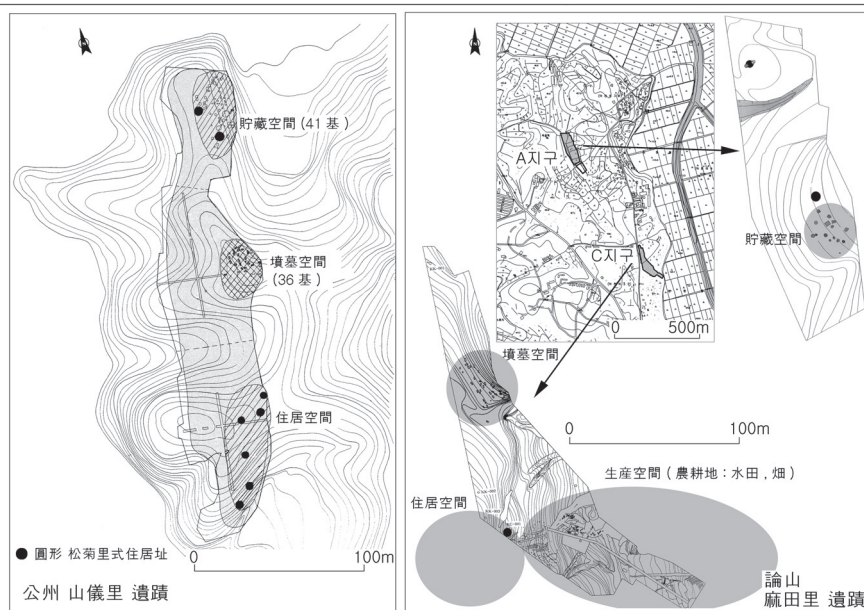 貯藏空間 (41 基)
墳墓空間
(36 基)
住居空間
● 圓形 松菊里式住居址
0 100m
公州 山儀里 遺蹟
A지구
C지구
0 500m
貯藏空間
墳墓空間
0 100m
生産空間 ( 農耕地 : 水田 , 畑 )
住居空間
論山
麻田里 遺蹟